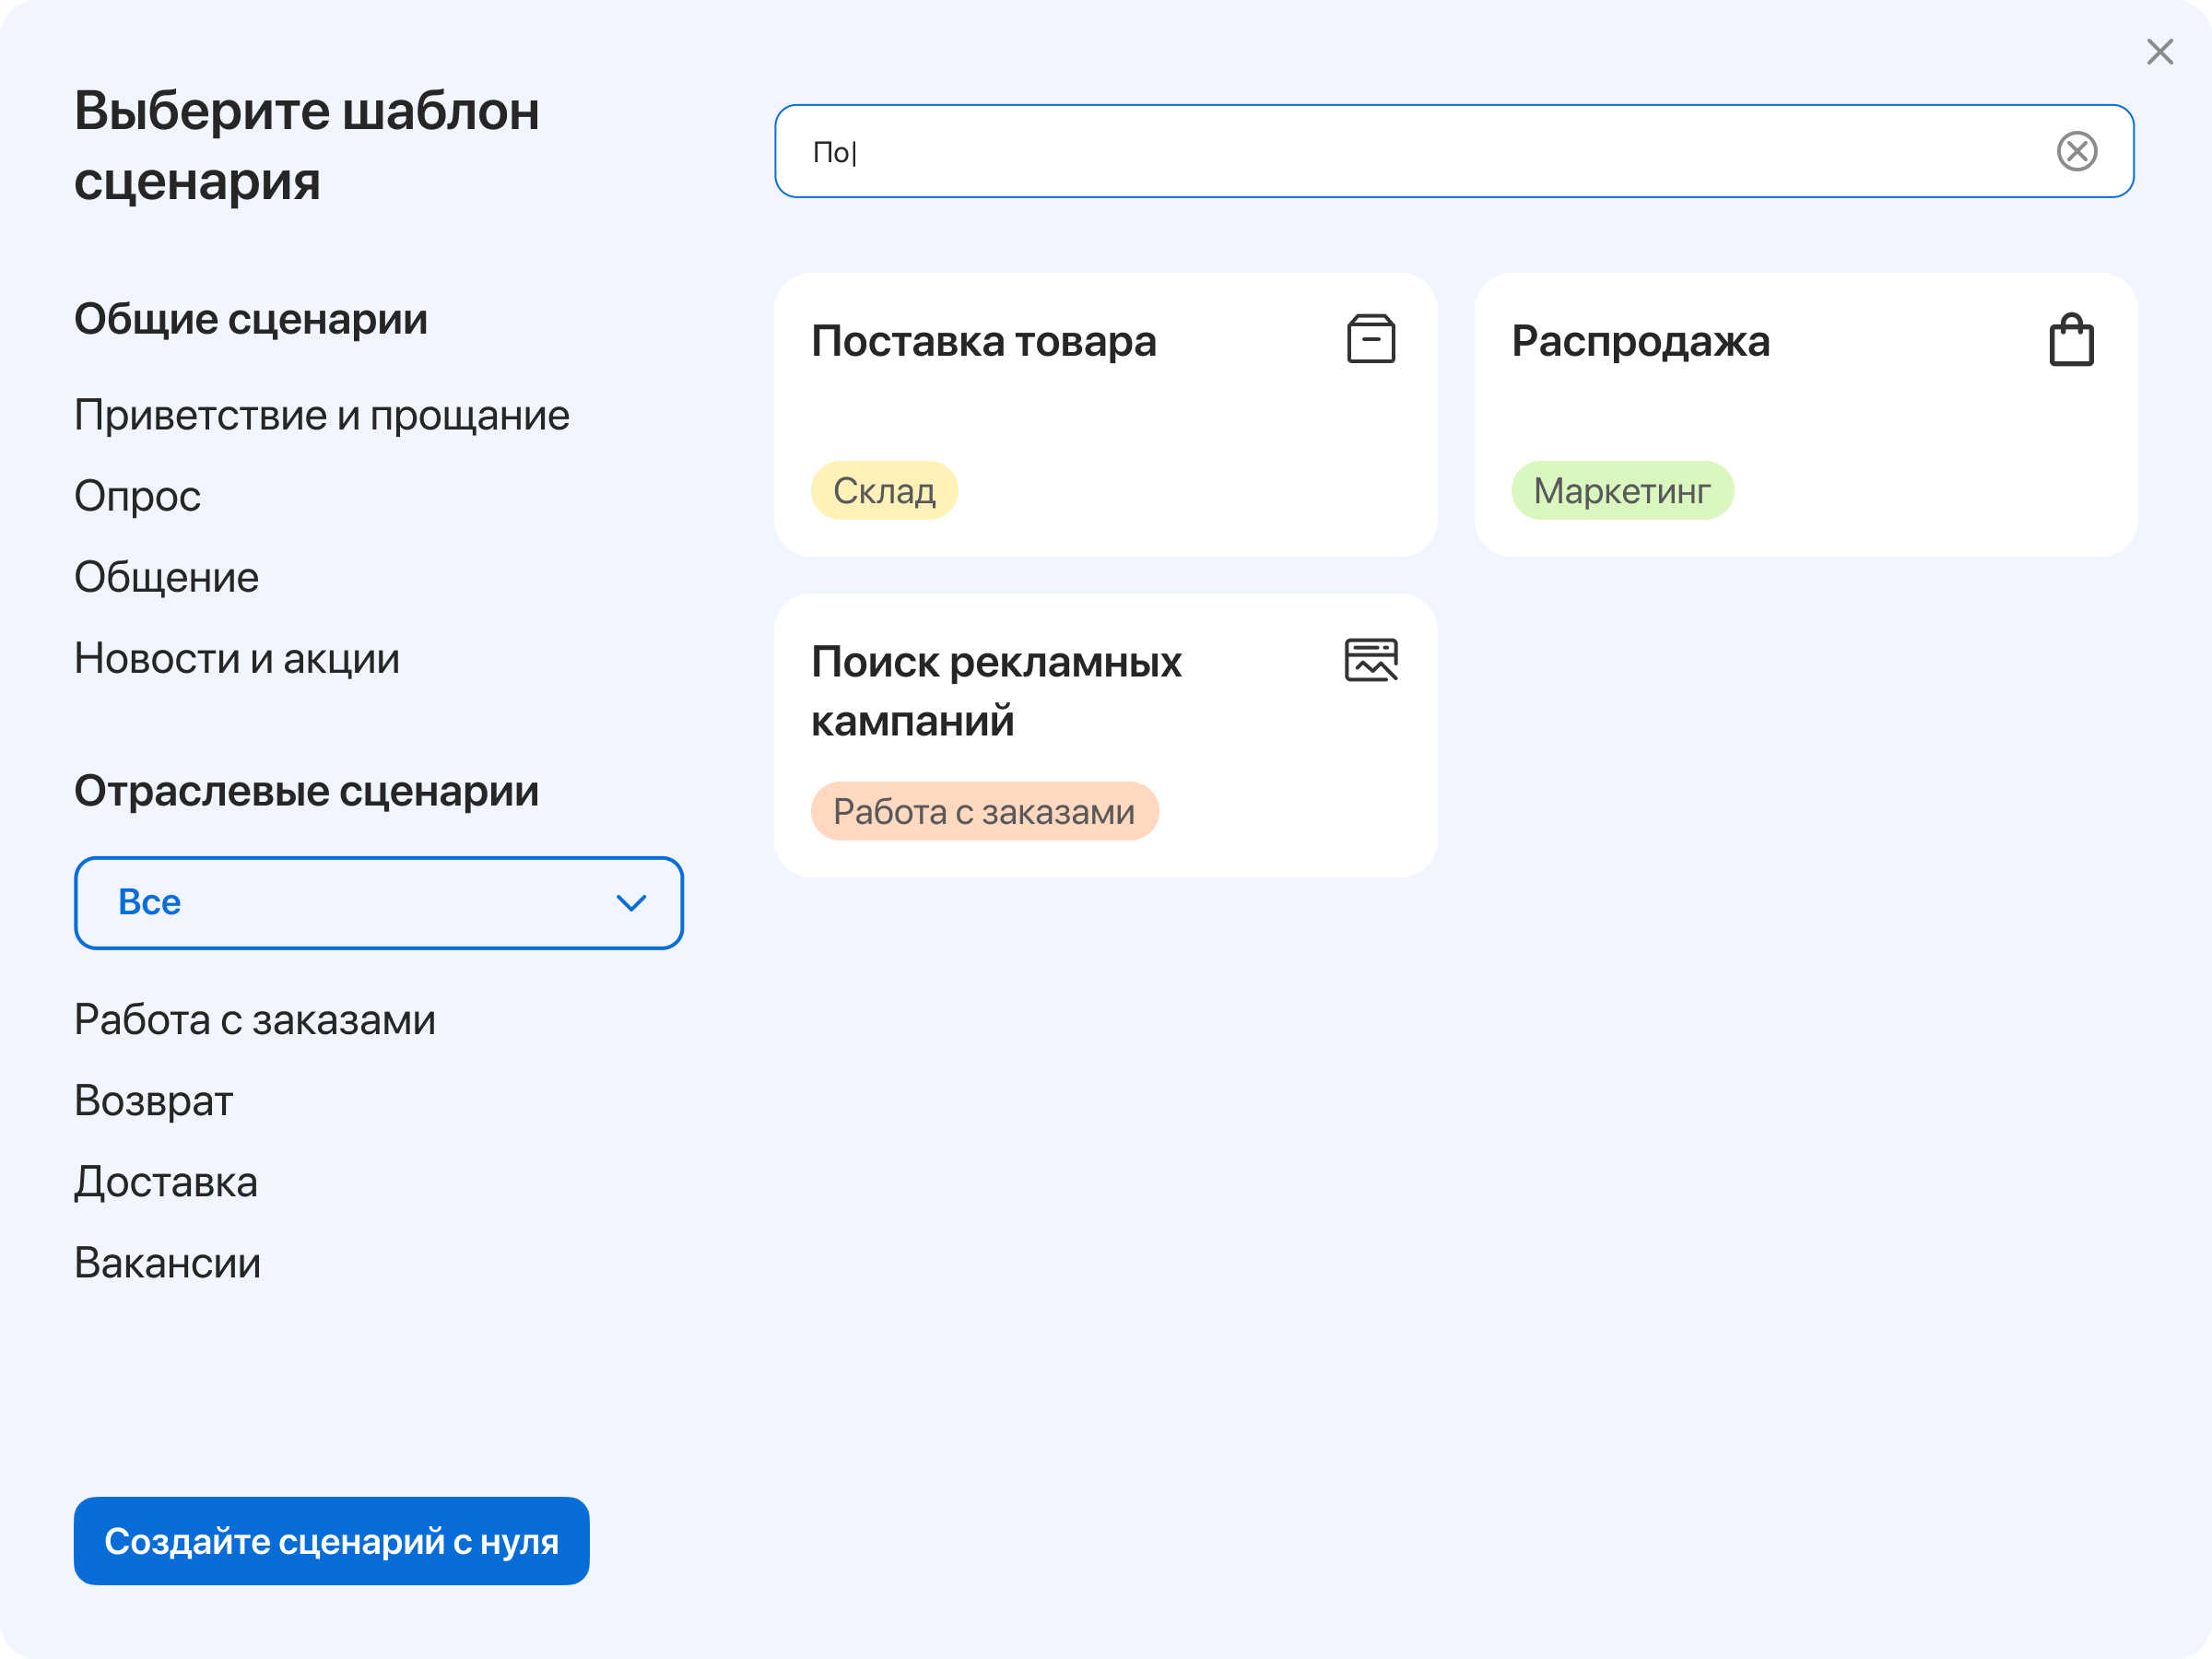 Выберите шаблон
сценария
Общие сценарии
Приветствие и прощание
Опрос
Общение
Новости и акции
Отраслевые сценарии
Все
Работа с заказами
Возврат
Доставка
Вакансии
Создайте сценарий с нуля
По
Поставка товара
Склад
Распродажа
Маркетинг
Поиск рекламных
кампаний
Работа с заказами